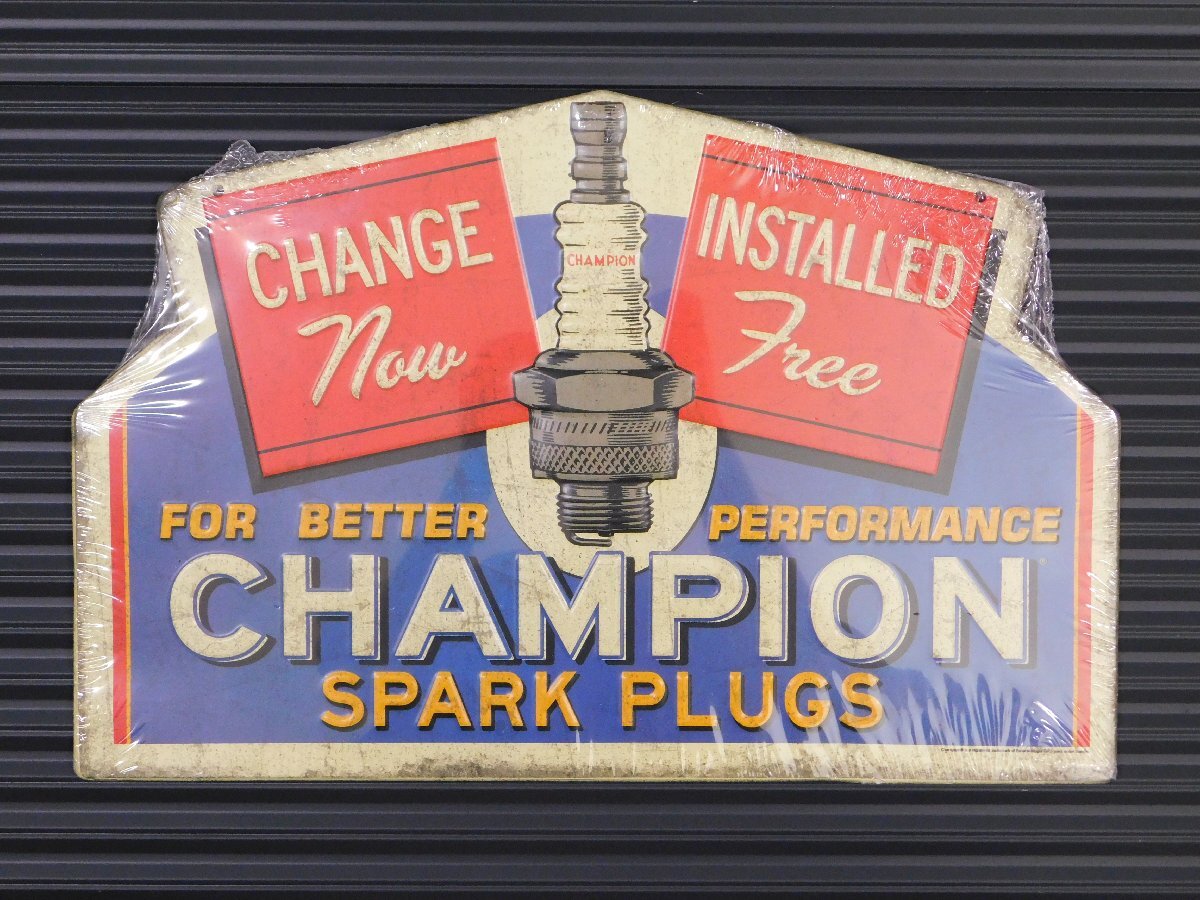 CHANGE
Now
INSTALLED
Free
CHAMPION
FOR BETTER PERFORMANCE
CHAMPION®
SPARK PLUGS